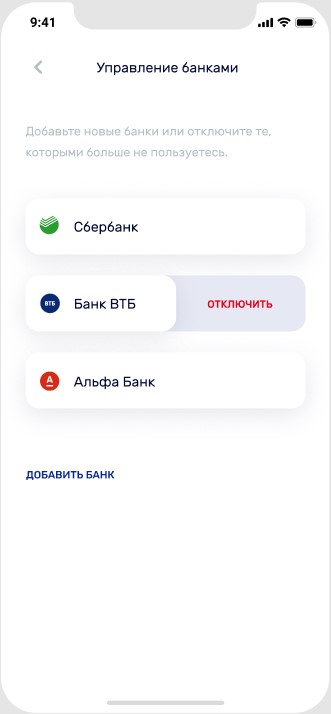 9:41
Управление банками
Добавьте новые банки или отключите те,
которыми больше не пользуетесь.
Сбербанк
ВТБ Банк ВТБ ОТКЛЮЧИТЬ
А Альфа Банк
ДОБАВИТЬ БАНК